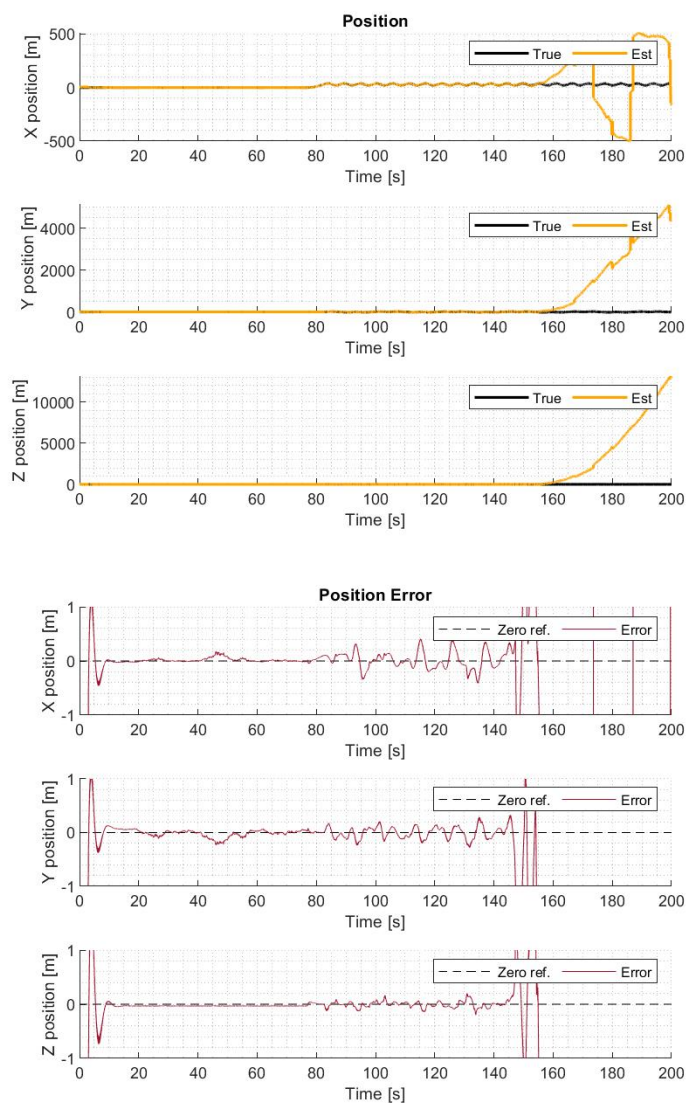 Position
500
0
-500
X position [m]
True Est
0 20 40 60 80 100 120 140 160 180 200
Time [s]
4000
2000
0
Y position [m]
True Est
0 20 40 60 80 100 120 140 160 180 200
Time [s]
10000
5000
0
Z position [m]
True Est
0 20 40 60 80 100 120 140 160 180 200
Time [s]
Position Error
1
0
-1
X position [m]
Zero ref. Error
0 20 40 60 80 100 120 140 160 180 200
Time [s]
1
0
-1
Y position [m]
Zero ref. Error
0 20 40 60 80 100 120 140 160 180 200
Time [s]
1
0
-1
Z position [m]
Zero ref. Error
0 20 40 60 80 100 120 140 160 180 200
Time [s]